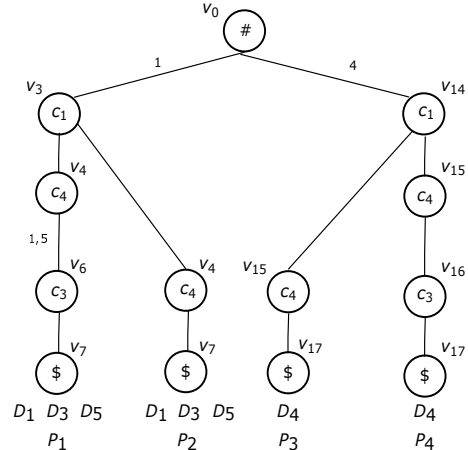 v0
#
1 4
v3 v14
c1 c1
v4 v15
c4 c4
1,5
v6 v4 v15 v16
c3 c4 c4 c3
v7 v7 v17 v17
$ $ $ $
D1 D3 D5 D1 D3 D5 D4 D4
P1 P2 P3 P4